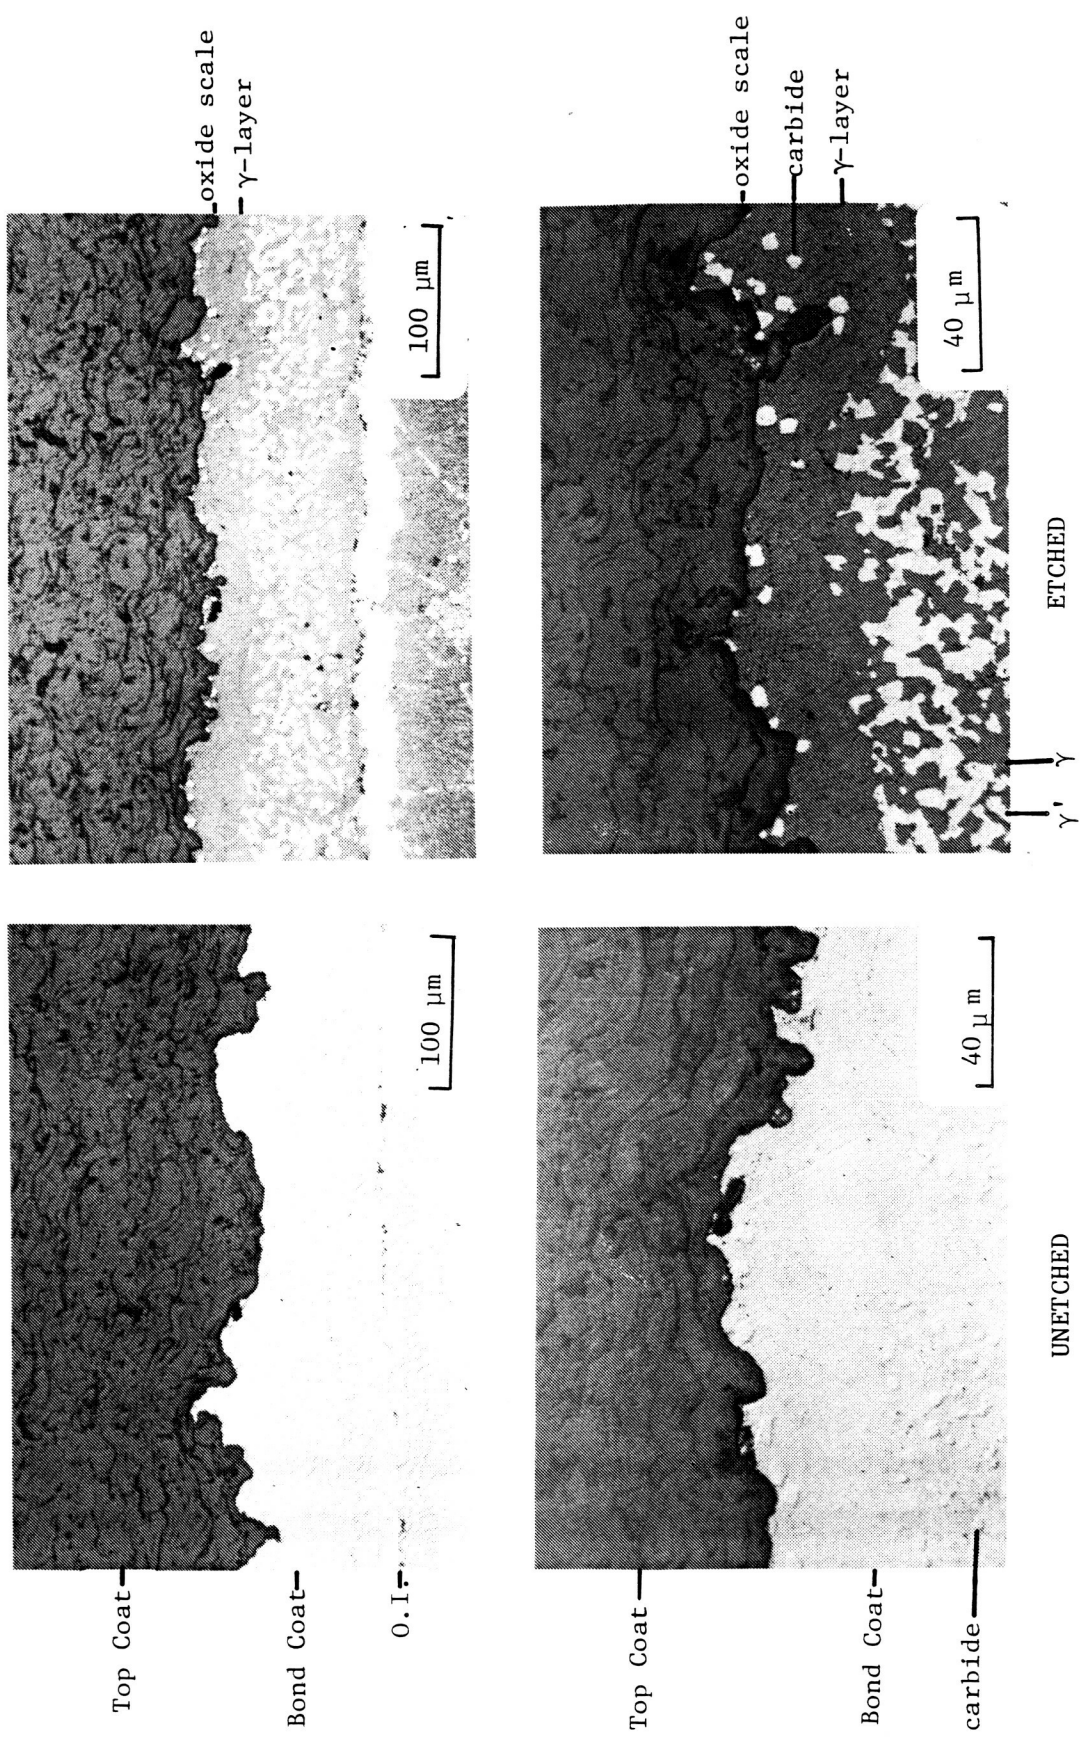 Top Coat
Bond Coat
O.I.
100 μm
oxide scale
γ-layer
100 μm
Top Coat
Bond Coat
carbide
40 μm
oxide scale
carbide
γ-layer
40 μm
γ'
γ
UNETCHED
ETCHED